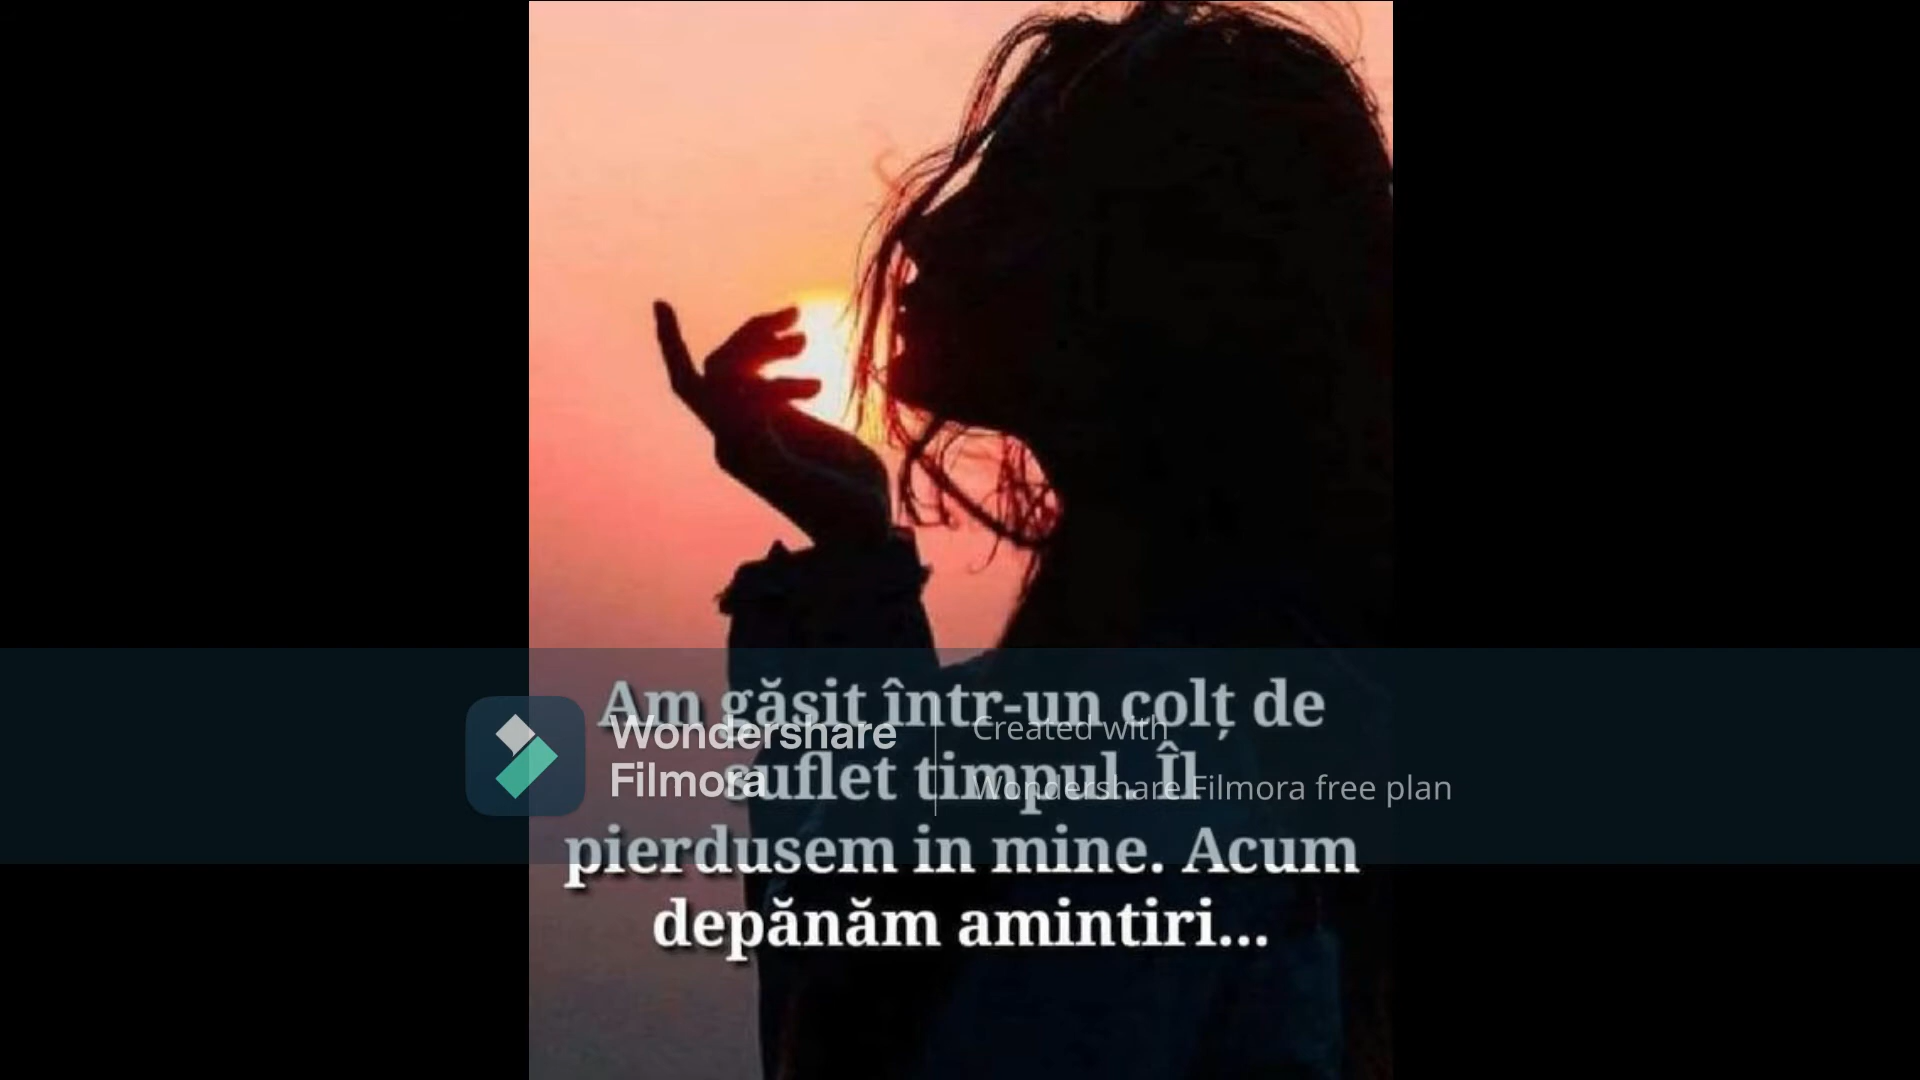 Am găsit într-un colț de
suflet timpul. Îl
pierdusem in mine. Acum
depănăm amintiri...
Wondershare
Filmora
Created with
Wondershare Filmora free plan